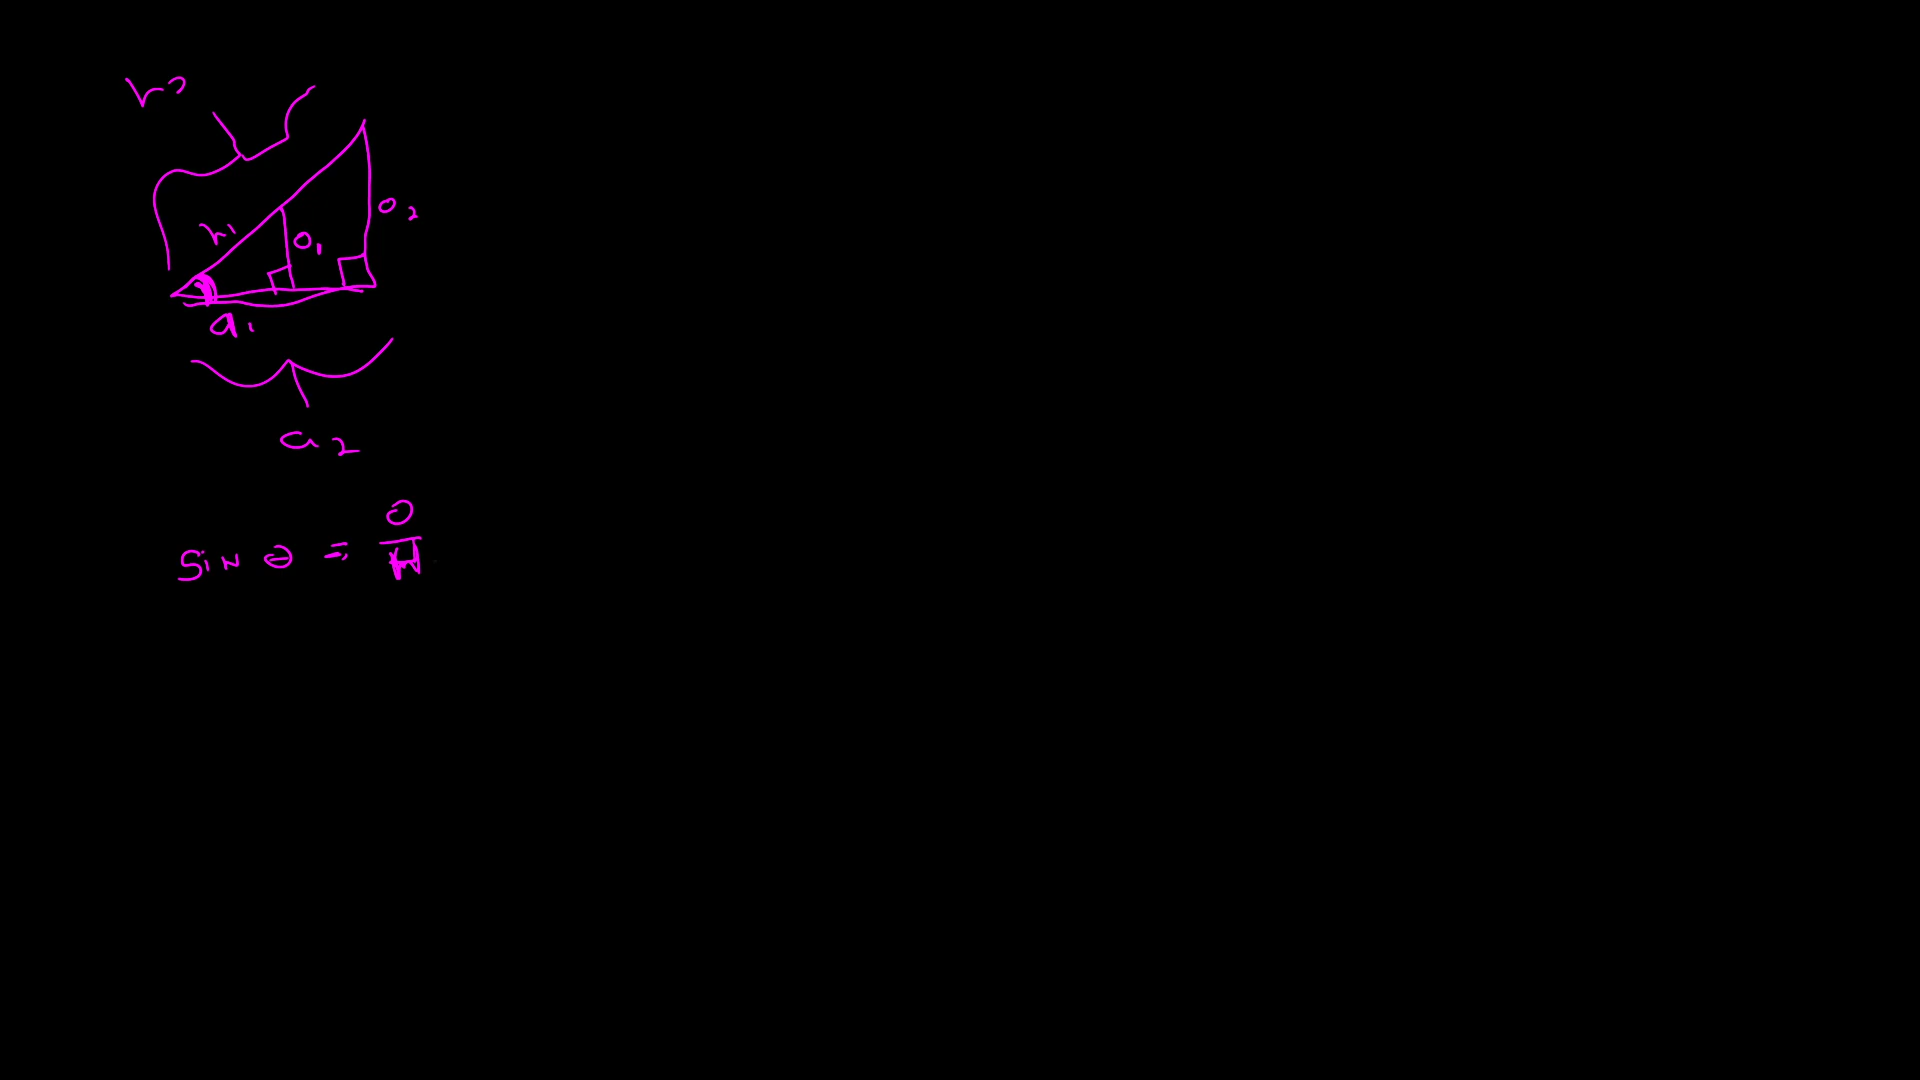 h2
h1
o1
o2
a1
a2
Sin θ = O/H